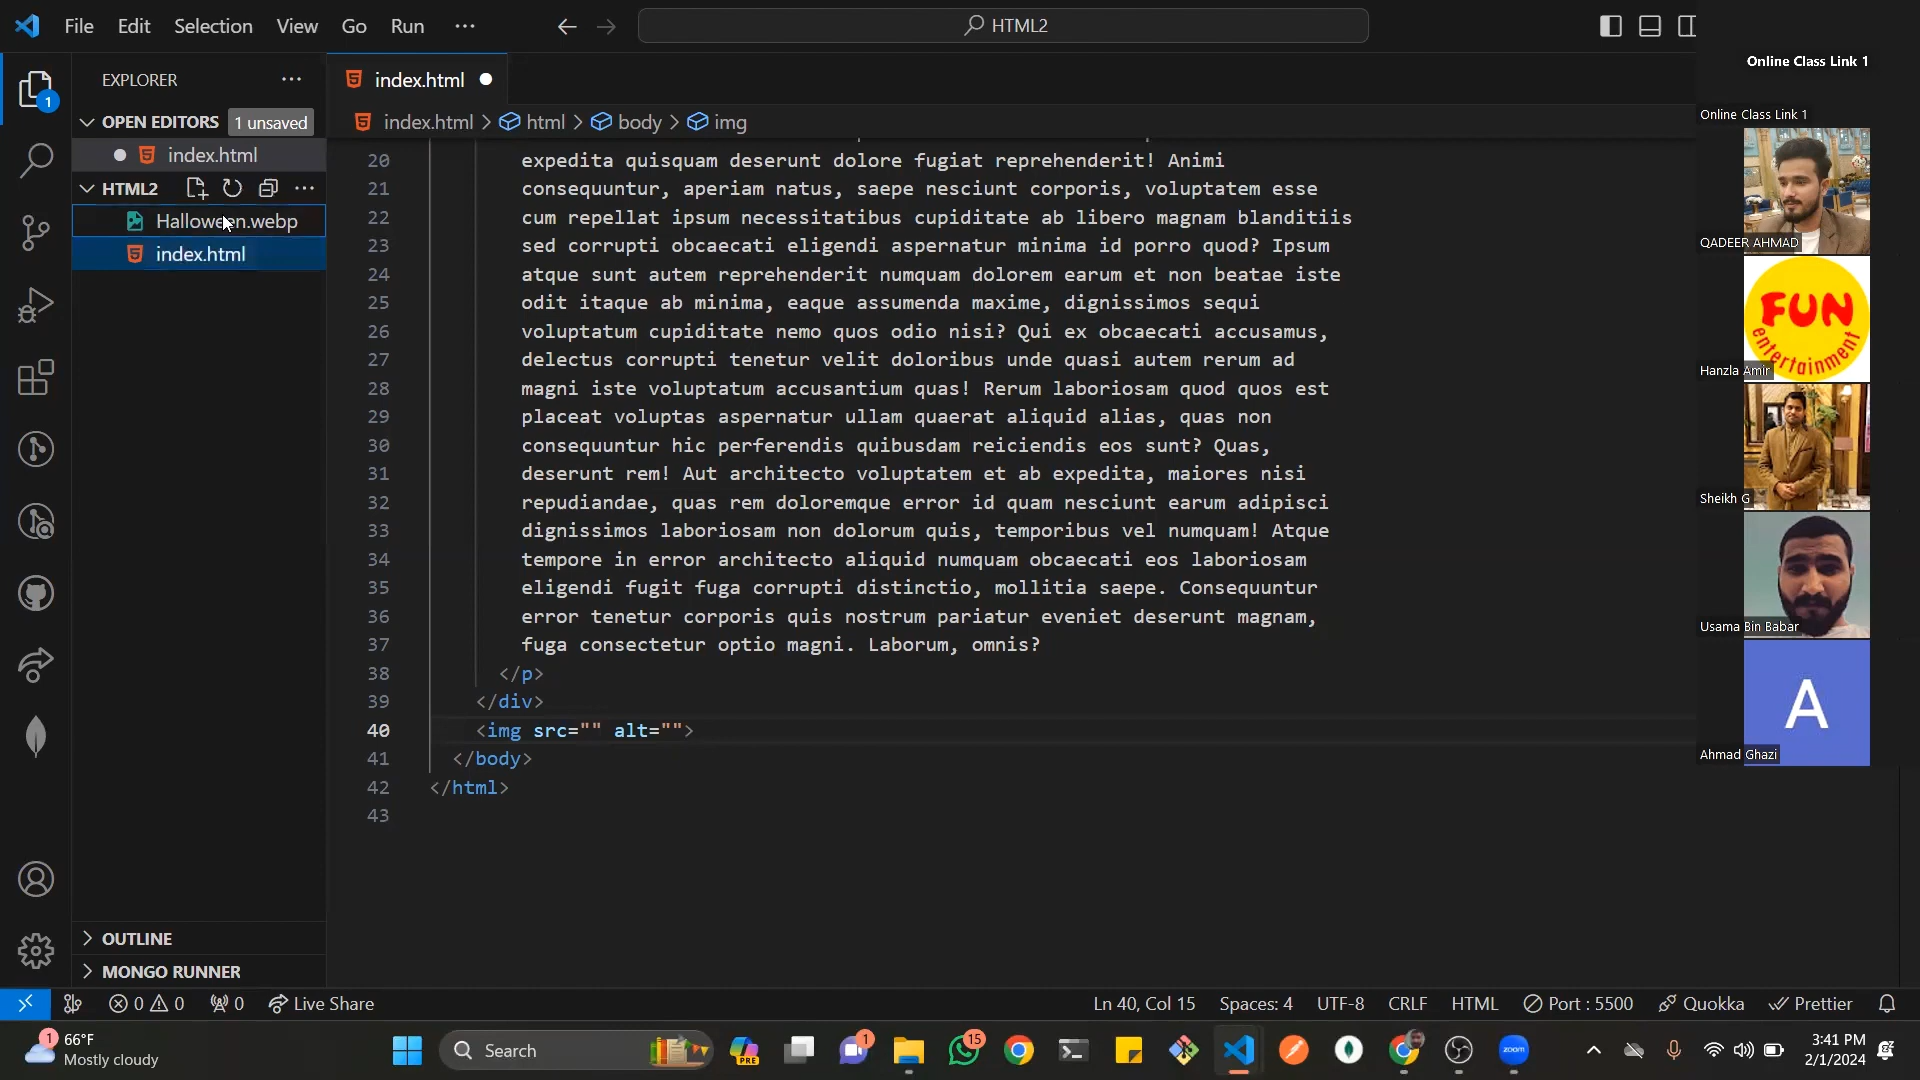 File Edit Selection View Go Run ···
HTML2
Online Class Link 1
EXPLORER ···
OPEN EDITORS 1 unsaved
index.html
HTML2 ···
Halloween.webp
index.html
OUTLINE
MONGO RUNNER
1
index.html
index.html > html > body > img
20 expedita quisquam deserunt dolore fugiat reprehenderit! Animi
21 consequuntur, aperiam natus, saepe nesciunt corporis, voluptatem esse
22 cum repellat ipsum necessitatibus cupiditate ab libero magnam blanditiis
23 sed corrupti obcaecati eligendi aspernatur minima id porro quod? Ipsum
24 atque sunt autem reprehenderit numquam dolorem earum et non beatae iste
25 odit itaque ab minima, eaque assumenda maxime, dignissimos sequi
26 voluptatum cupiditate nemo quos odio nisi? Qui ex obcaecati accusamus,
27 delectus corrupti tenetur velit doloribus unde quasi autem rerum ad
28 magni iste voluptatum accusantium quas! Rerum laboriosam quod quos est
29 placeat voluptas aspernatur ullam quaerat aliquid alias, quas non
30 consequuntur hic perferendis quibusdam reiciendis eos sunt? Quas,
31 deserunt rem! Aut architecto voluptatem et ab expedita, maiores nisi
32 repudiandae, quas rem doloremque error id quam nesciunt earum adipisci
33 dignissimos laboriosam non dolorum quis, temporibus vel numquam! Atque
34 tempore in error architecto aliquid numquam obcaecati eos laboriosam
35 eligendi fugit fuga corrupti distinctio, mollitia saepe. Consequuntur
36 error tenetur corporis quis nostrum pariatur eveniet deserunt magnam,
37 fuga consectetur optio magni. Laborum, omnis?
38 </p>
39 </div>
40 <img src="" alt="">
41 </body>
42 </html>
43
Online Class Link 1
QADEER AHMAD
FUN
entertainment
Hanzla Amir
Sheikh G
Usama Bin Babar
A
Ahmad Ghazi
0 0 0 Live Share Ln 40, Col 15 Spaces: 4 UTF-8 CRLF HTML Port : 5500 Quokka Prettier
1 66°F
Mostly cloudy
Search
PRE
1
15
zoom
3:41 PM
2/1/2024